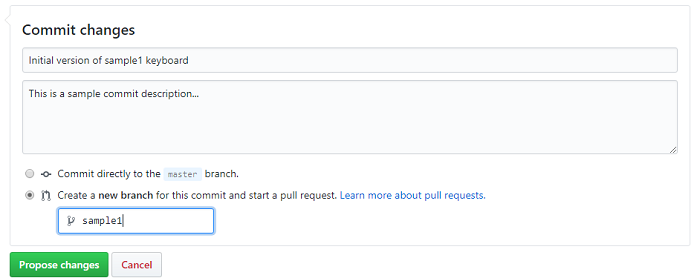 Commit changes
Initial version of sample1 keyboard
This is a sample commit description...
Commit directly to the master branch.
Create a new branch for this commit and start a pull request. Learn more about pull requests.
sample1
Propose changes Cancel